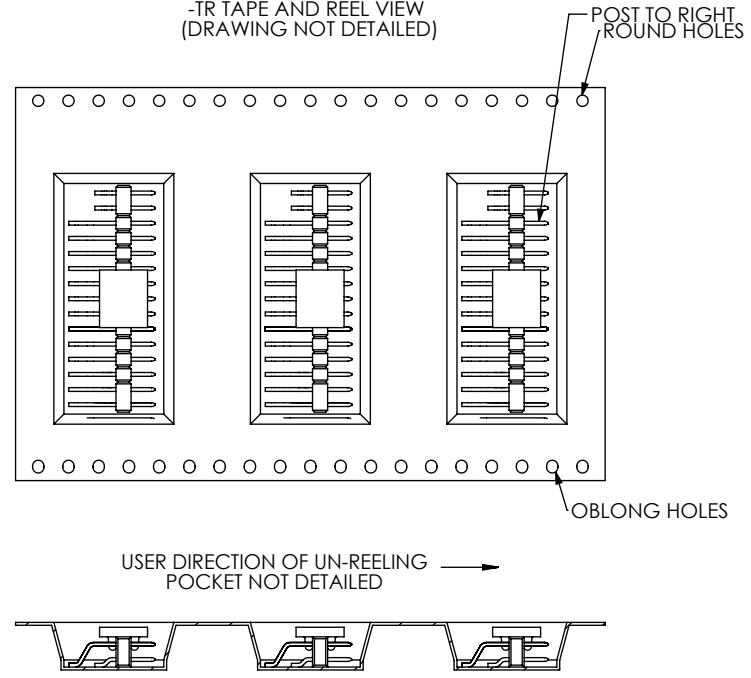 -TR TAPE AND REEL VIEW
(DRAWING NOT DETAILED)
POST TO RIGHT
ROUND HOLES
OBLONG HOLES
USER DIRECTION OF UN-REELING
POCKET NOT DETAILED